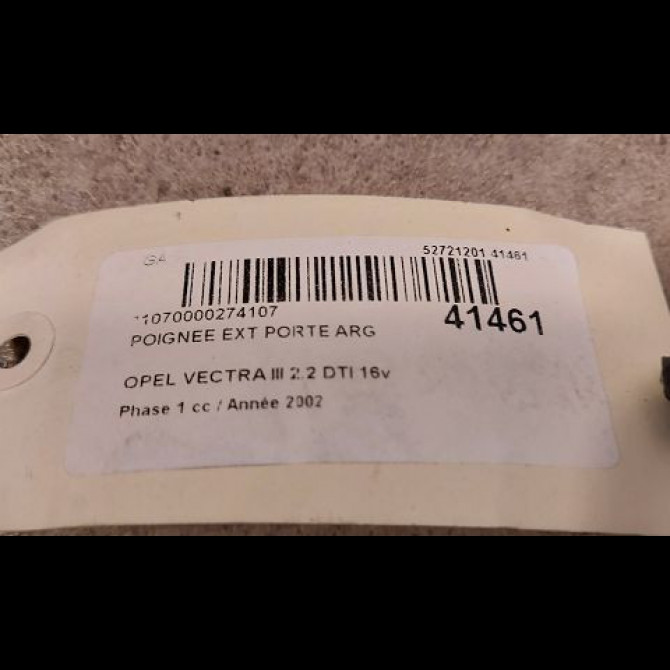 GA 52721201 41461
*1070000274107 41461
POIGNEE EXT PORTE ARG
OPEL VECTRA III 2.2 DTI 16v
Phase 1 cc / Année 2002